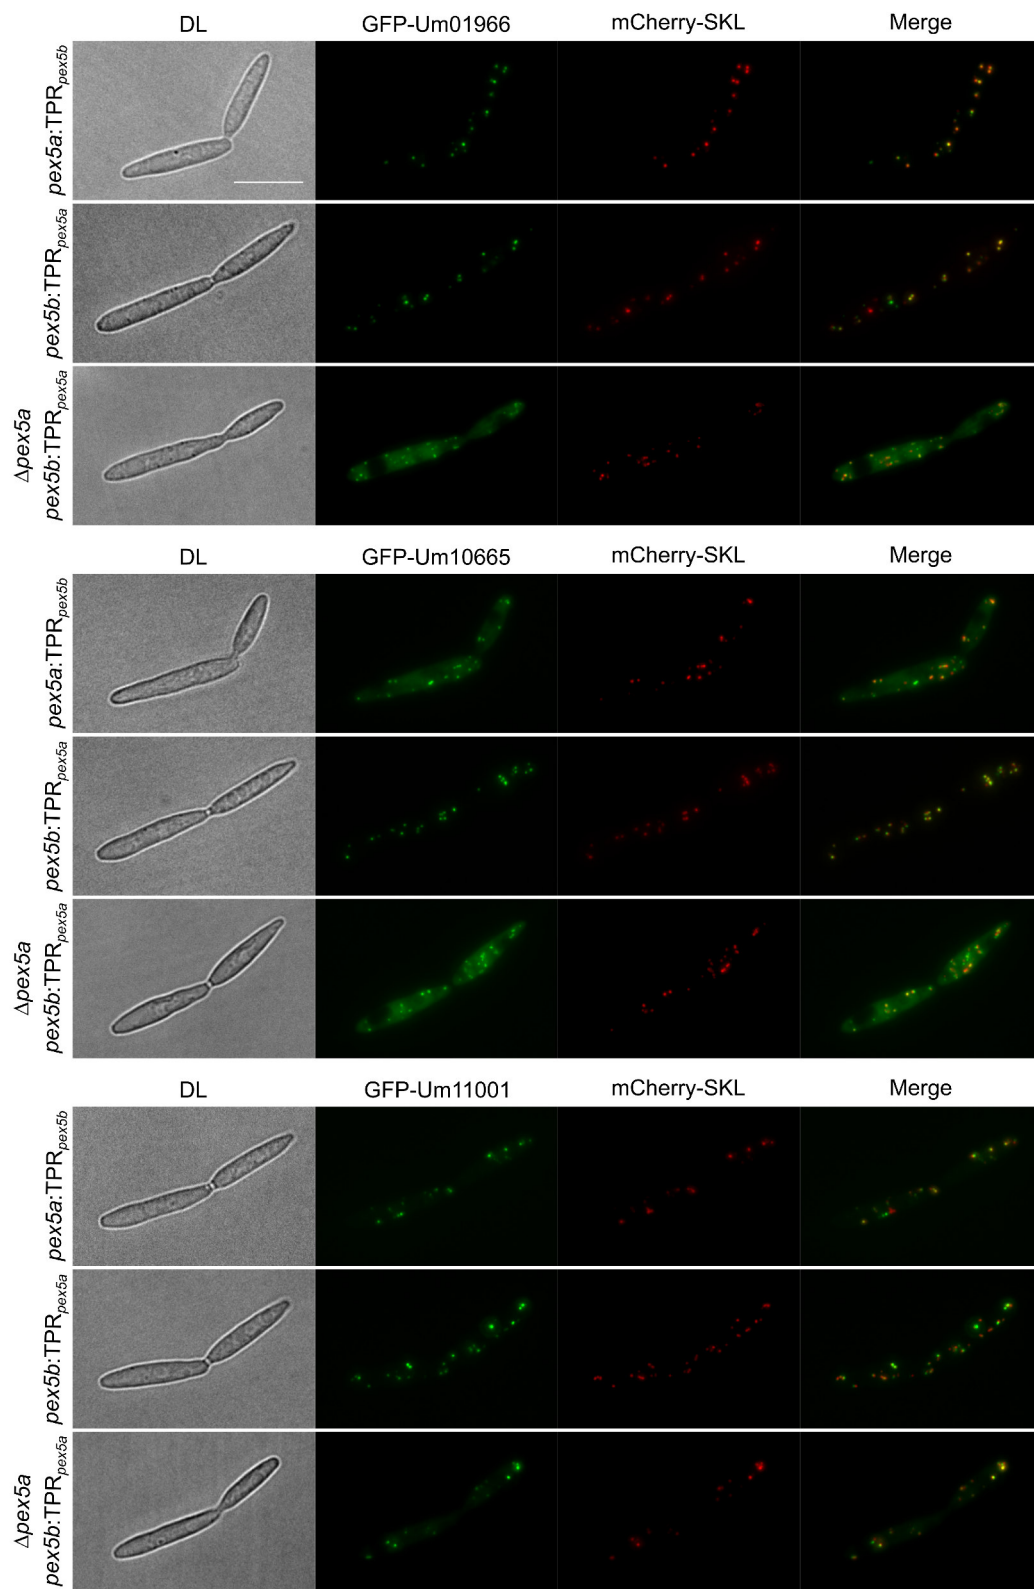 DL GFP-Um01966 mCherry-SKL Merge
pex5a:TPRpex5b
pex5b:TPRpex5a
Δpex5a
pex5b:TPRpex5a
DL GFP-Um10665 mCherry-SKL Merge
pex5a:TPRpex5b
pex5b:TPRpex5a
Δpex5a
pex5b:TPRpex5a
DL GFP-Um11001 mCherry-SKL Merge
pex5a:TPRpex5b
pex5b:TPRpex5a
Δpex5a
pex5b:TPRpex5a